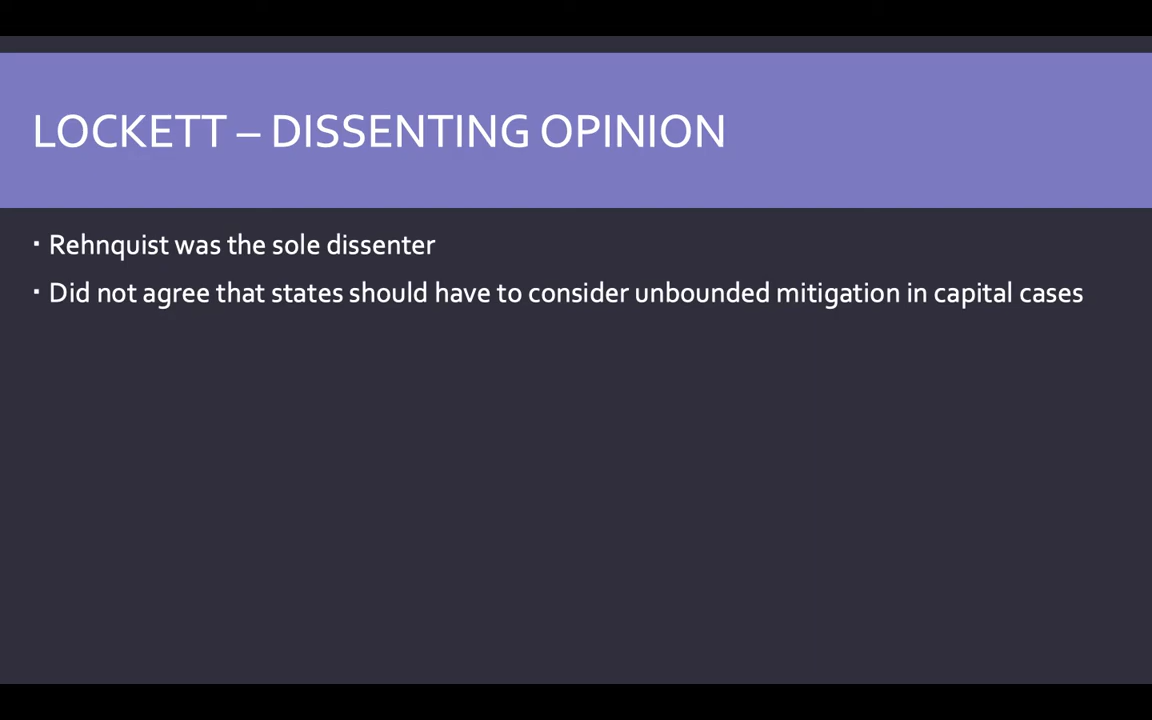 LOCKETT – DISSENTING OPINION
▪ Rehnquist was the sole dissenter
▪ Did not agree that states should have to consider unbounded mitigation in capital cases